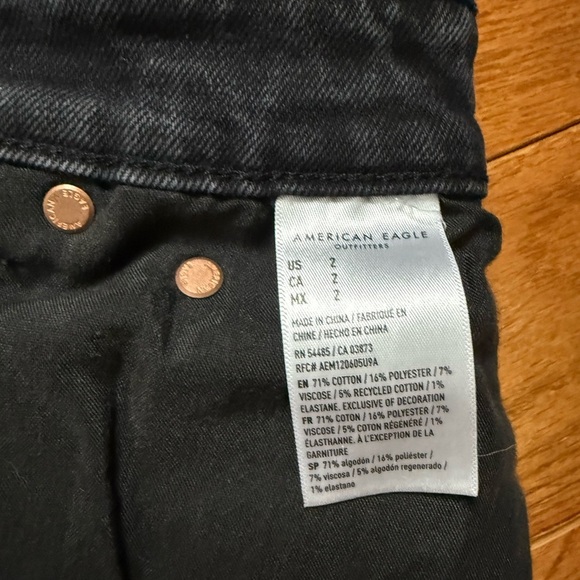 AMERICAN EAGLE
OUTFITTERS
US 2
CA 2
MX 2
MADE IN CHINA / FABRIQUÉ EN
CHINE / HECHO EN CHINA
RN 54485 / CA 03873
RFC# AEM120605U9A
EN 71% COTTON / 16% POLYESTER / 7%
VISCOSE / 5% RECYCLED COTTON / 1%
ELASTANE. EXCLUSIVE OF DECORATION
FR 71% COTON / 16% POLYESTER / 7%
VISCOSE / 5% COTON RÉGÉNÉRÉ / 1%
ÉLASTHANNE. À L'EXCEPTION DE LA
GARNITURE
SP 71% algodón / 16% poliéster /
7% viscosa / 5% algodón regenerado /
1% elastano
AMERICAN EAGLE